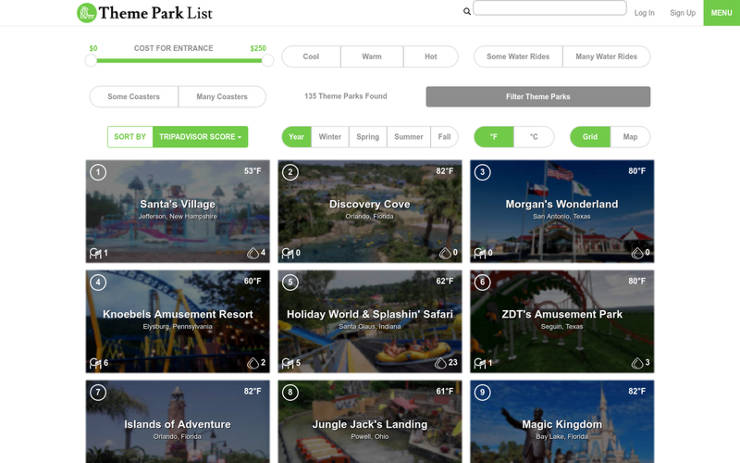 Theme Park List
Log In Sign Up MENU
$0 COST FOR ENTRANCE $250
Cool Warm Hot
Some Water Rides Many Water Rides
Some Coasters Many Coasters
135 Theme Parks Found
Filter Theme Parks
SORT BY TRIPADVISOR SCORE
Year Winter Spring Summer Fall
°F °C
Grid Map
1 53°F
Santa's Village
Jefferson, New Hampshire
1 4
2 82°F
Discovery Cove
Orlando, Florida
0 0
3 80°F
Morgan's Wonderland
San Antonio, Texas
0 0
4 60°F
Knoebels Amusement Resort
Elysburg, Pennsylvania
6 2
5 62°F
Holiday World & Splashin' Safari
Santa Claus, Indiana
5 23
6 80°F
ZDT's Amusement Park
Seguin, Texas
1 3
7 82°F
Islands of Adventure
Orlando, Florida
8 61°F
Jungle Jack's Landing
Powell, Ohio
9 82°F
Magic Kingdom
Bay Lake, Florida